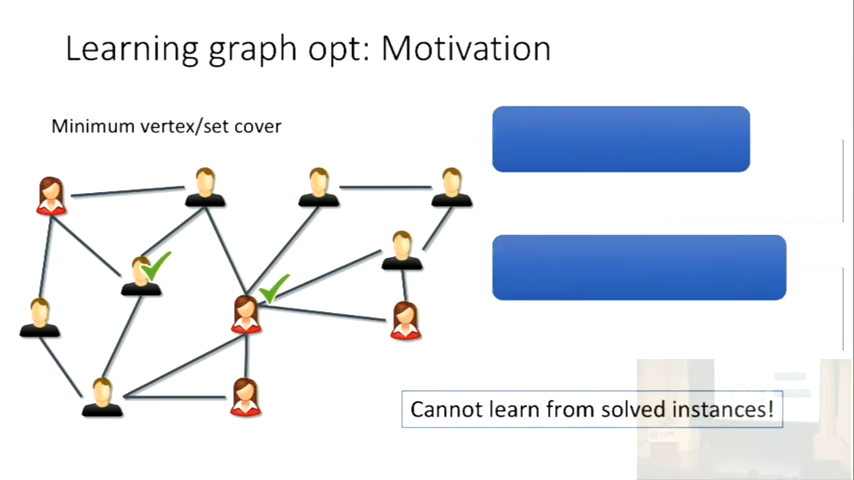 Learning graph opt: Motivation
Minimum vertex/set cover
Cannot learn from solved instances!